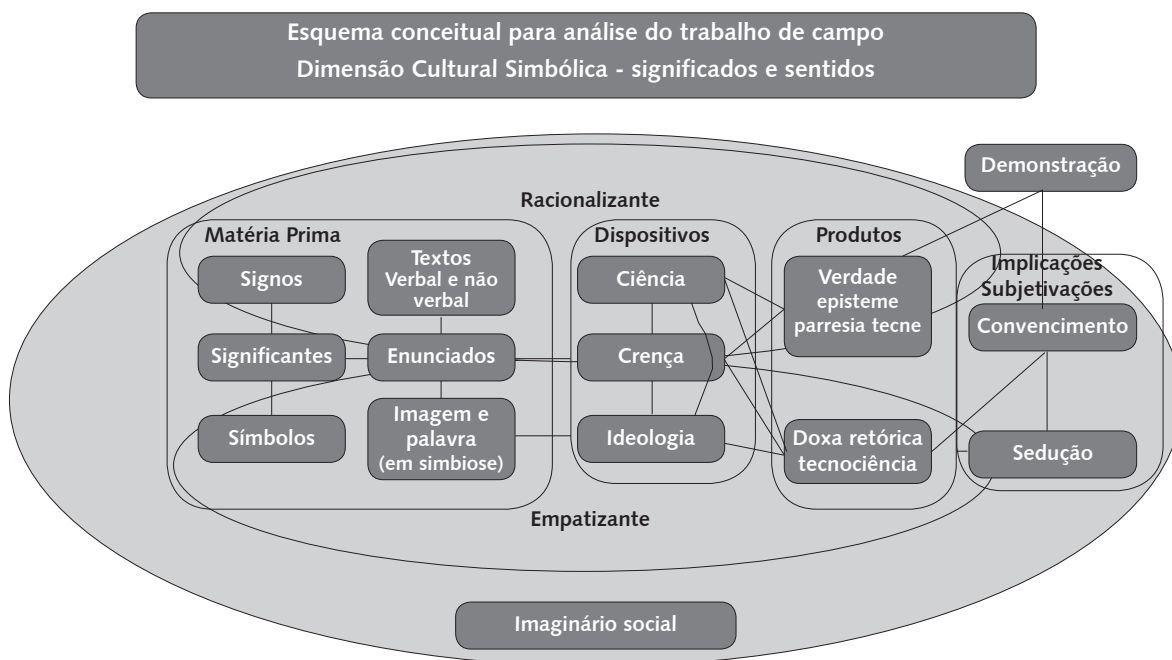 Esquema conceitual para análise do trabalho de campo
Dimensão Cultural Simbólica - significados e sentidos
Demonstração
Racionalizante
Matéria Prima
Signos
Significantes
Símbolos
Textos
Verbal e não
verbal
Enunciados
Imagem e
palavra
(em simbiose)
Dispositivos
Ciência
Crença
Ideologia
Produtos
Verdade
episteme
parresia tecne
Doxa retórica
tecnociência
Implicações
Subjetivações
Convencimento
Sedução
Empatizante
Imaginário social